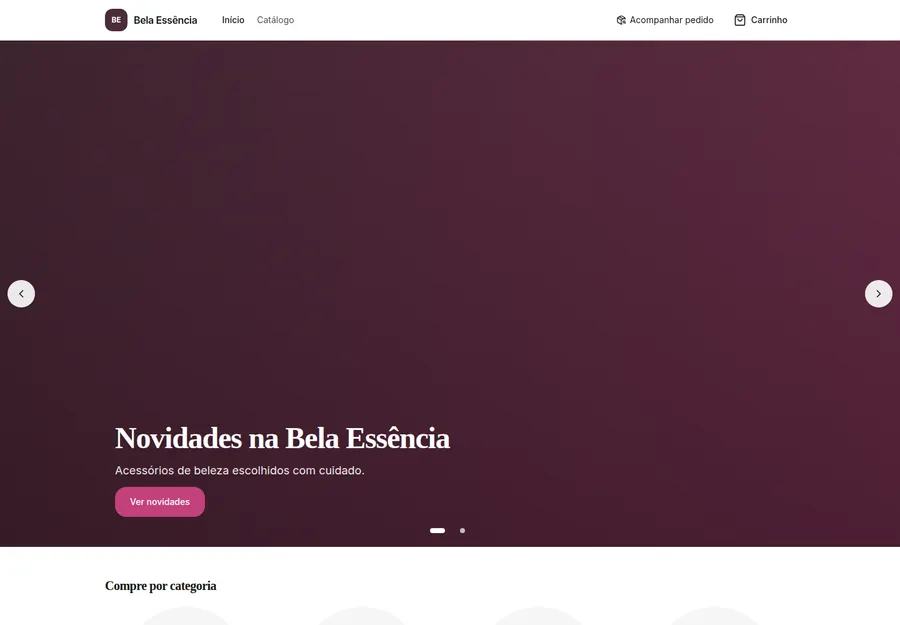 BE
Bela Essência
Início
Catálogo
Acompanhar pedido
Carrinho
Novidades na Bela Essência
Acessórios de beleza escolhidos com cuidado.
Ver novidades
Compre por categoria